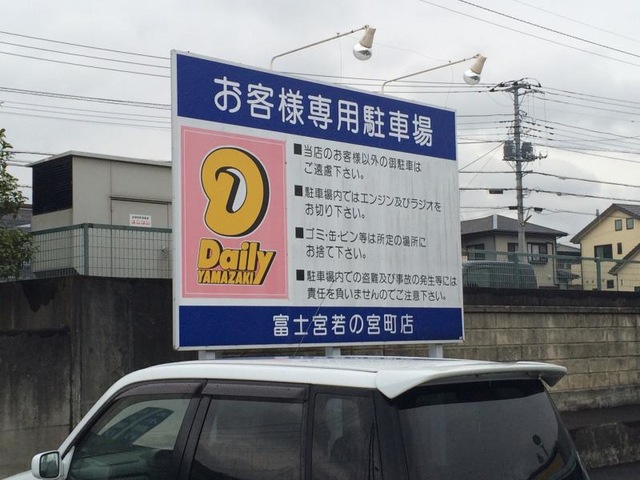 お客様専用駐車場
■当店のお客様以外の御駐車は
ご遠慮下さい。
■駐車場内ではエンジン及びラジオを
お切り下さい。
■ゴミ・缶・ビン等は所定の場所に
お捨て下さい。
■駐車場内での盗難及び事故の発生等には
責任を負いませんのでご注意下さい。
D
Daily
YAMAZAKI
富士宮若の宮町店